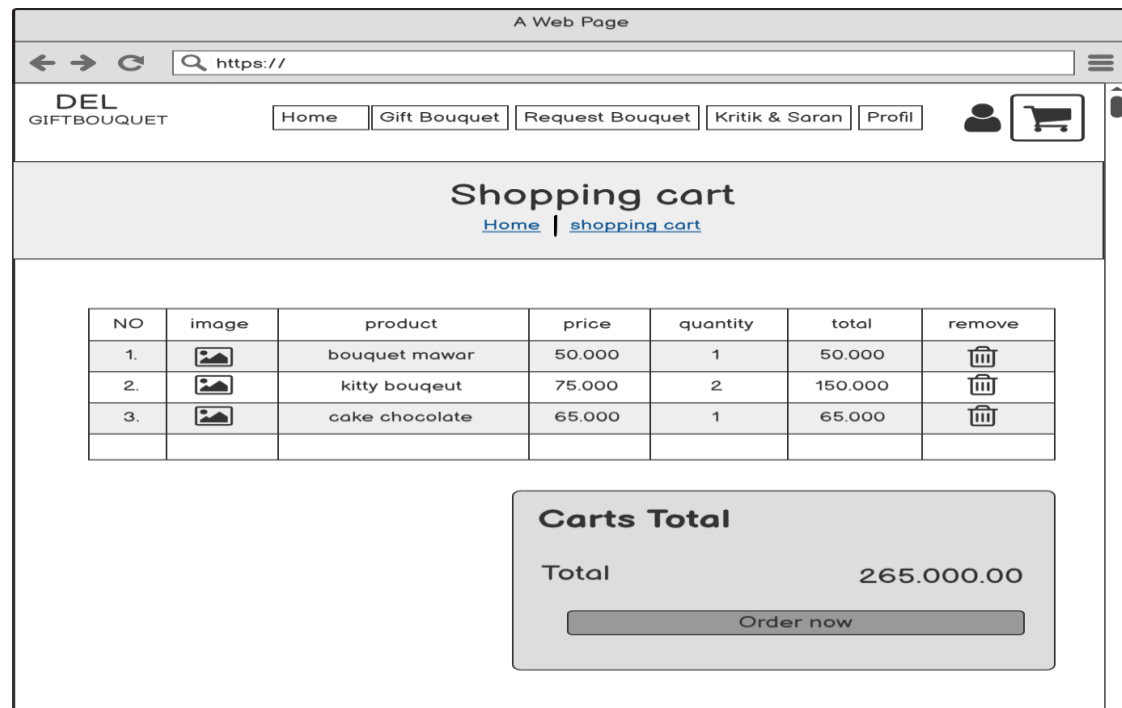 A Web Page
https://
DEL
GIFTBOUQUET
Home Gift Bouquet Request Bouquet Kritik & Saran Profil
Shopping cart
Home shopping cart
NO image product price quantity total remove
1. bouquet mawar 50.000 1 50.000
2. kitty bouqeut 75.000 2 150.000
3. cake chocolate 65.000 1 65.000
Carts Total
Total 265.000.00
Order now